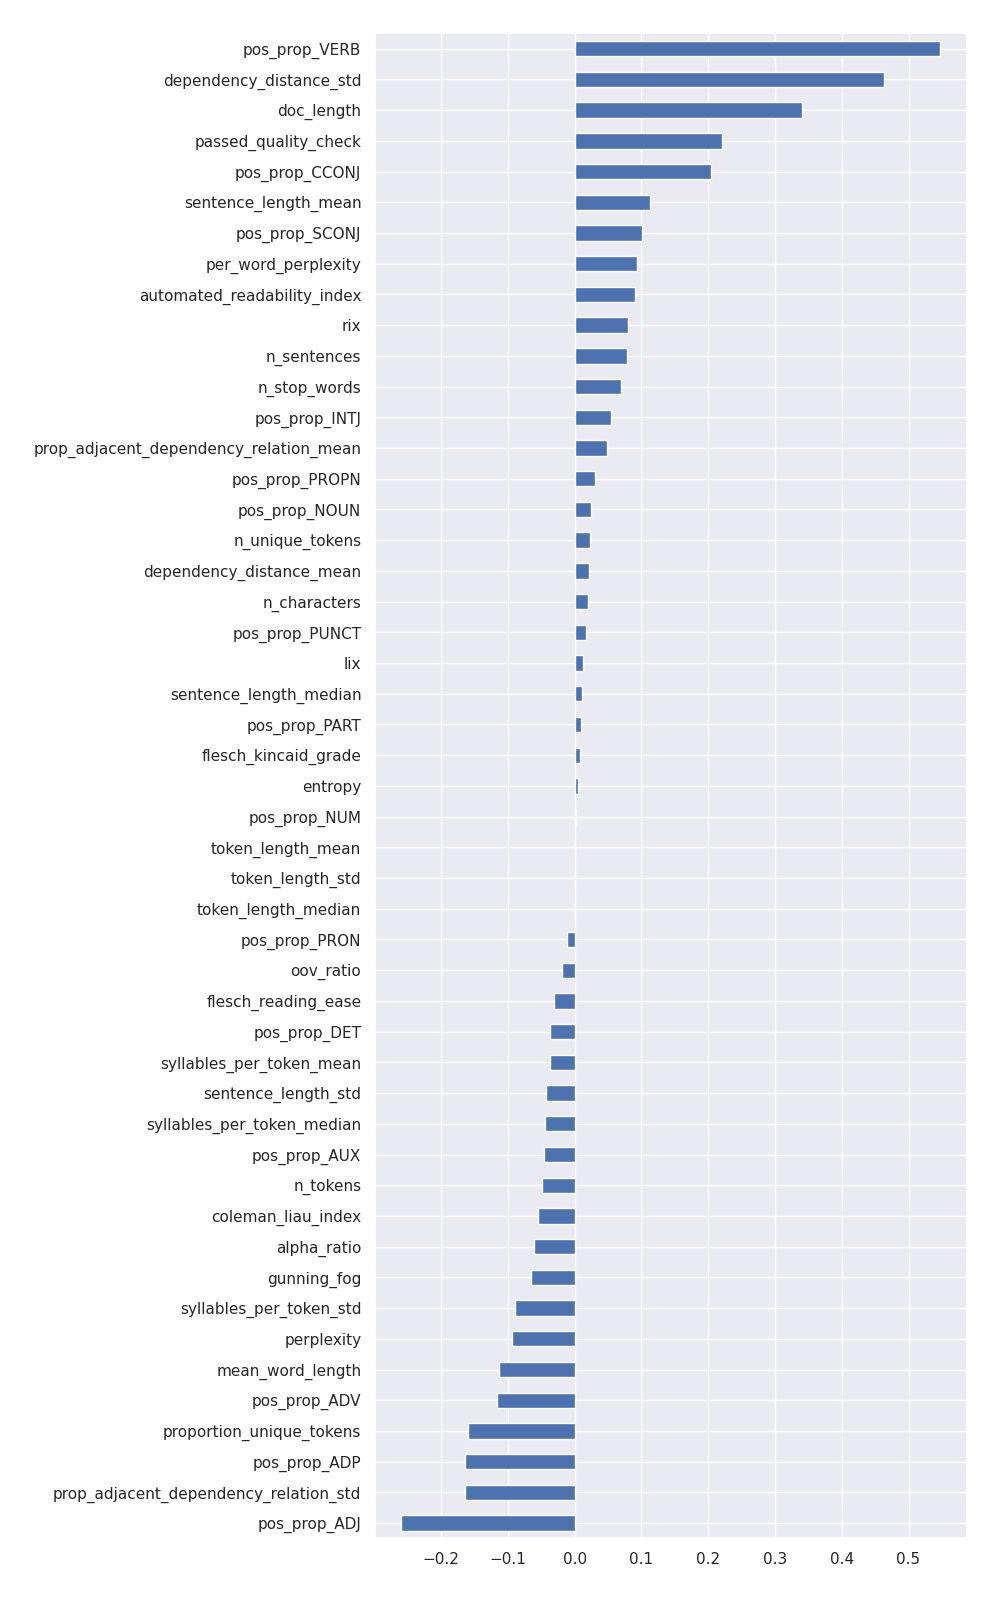 pos_prop_VERB
dependency_distance_std
doc_length
passed_quality_check
pos_prop_CCONJ
sentence_length_mean
pos_prop_SCONJ
per_word_perplexity
automated_readability_index
rix
n_sentences
n_stop_words
pos_prop_INTJ
prop_adjacent_dependency_relation_mean
pos_prop_PROPN
pos_prop_NOUN
n_unique_tokens
dependency_distance_mean
n_characters
pos_prop_PUNCT
lix
sentence_length_median
pos_prop_PART
flesch_kincaid_grade
entropy
pos_prop_NUM
token_length_mean
token_length_std
token_length_median
pos_prop_PRON
oov_ratio
flesch_reading_ease
pos_prop_DET
syllables_per_token_mean
sentence_length_std
syllables_per_token_median
pos_prop_AUX
n_tokens
coleman_liau_index
alpha_ratio
gunning_fog
syllables_per_token_std
perplexity
mean_word_length
pos_prop_ADV
proportion_unique_tokens
pos_prop_ADP
prop_adjacent_dependency_relation_std
pos_prop_ADJ
−0.2 −0.1 0.0 0.1 0.2 0.3 0.4 0.5